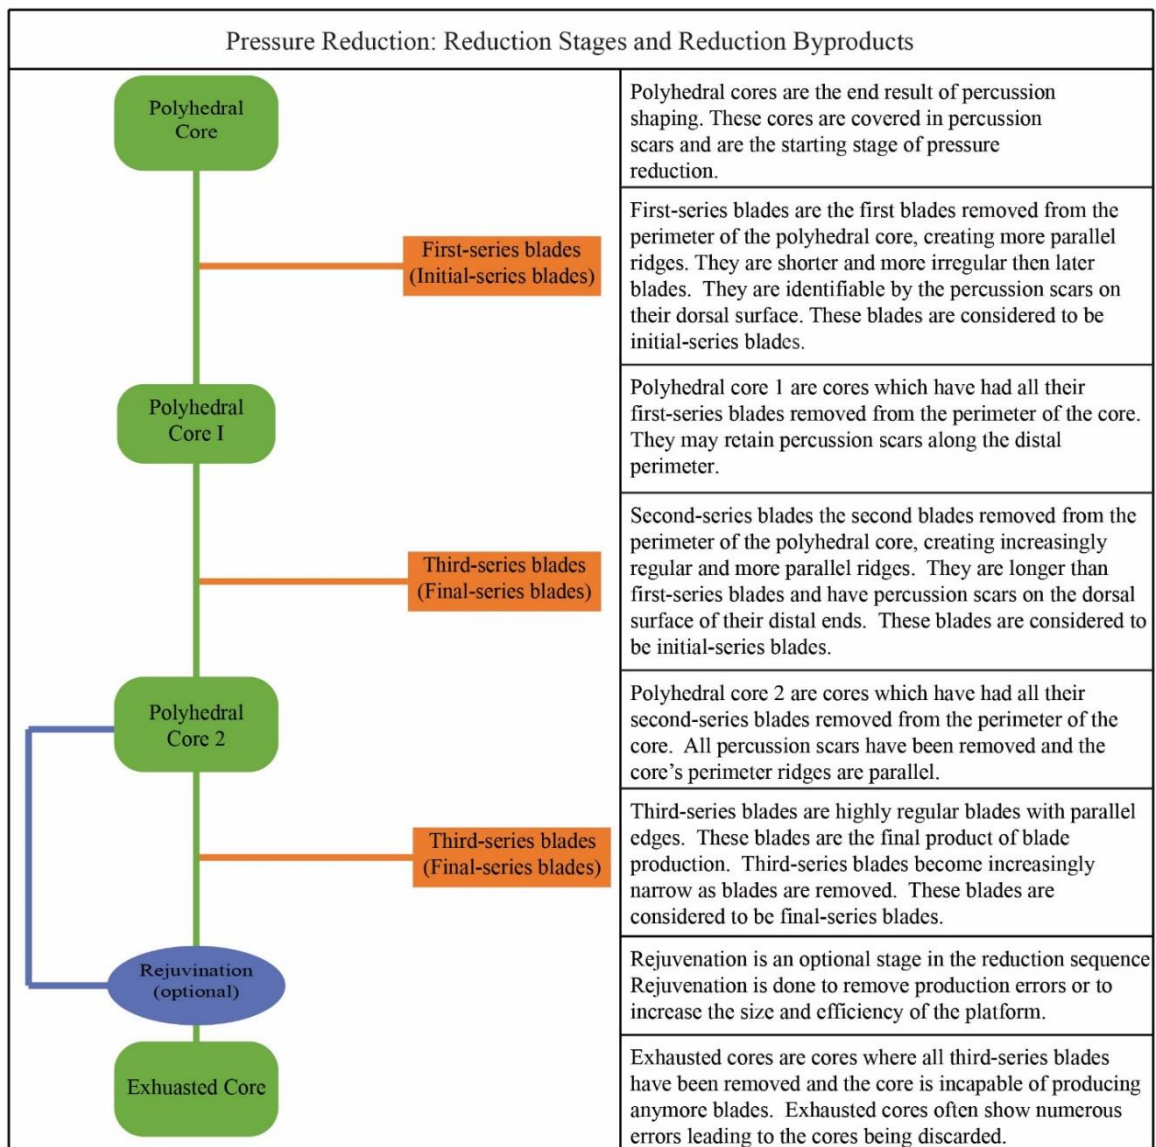 Pressure Reduction: Reduction Stages and Reduction Byproducts
Polyhedral
Core
Polyhedral cores are the end result of percussion
shaping. These cores are covered in percussion
scars and are the starting stage of pressure
reduction.
First-series blades
(Initial-series blades)
First-series blades are the first blades removed from the
perimeter of the polyhedral core, creating more parallel
ridges. They are shorter and more irregular then later
blades. They are identifiable by the percussion scars on
their dorsal surface. These blades are considered to be
initial-series blades.
Polyhedral
Core I
Polyhedral core 1 are cores which have had all their
first-series blades removed from the perimeter of the core.
They may retain percussion scars along the distal
perimeter.
Third-series blades
(Final-series blades)
Second-series blades the second blades removed from the
perimeter of the polyhedral core, creating increasingly
regular and more parallel ridges. They are longer than
first-series blades and have percussion scars on the dorsal
surface of their distal ends. These blades are considered to
be initial-series blades.
Polyhedral
Core 2
Polyhedral core 2 are cores which have had all their
second-series blades removed from the perimeter of the
core. All percussion scars have been removed and the
core's perimeter ridges are parallel.
Third-series blades
(Final-series blades)
Third-series blades are highly regular blades with parallel
edges. These blades are the final product of blade
production. Third-series blades become increasingly
narrow as blades are removed. These blades are
considered to be final-series blades.
Rejuvination
(optional)
Rejuvenation is an optional stage in the reduction sequence
Rejuvenation is done to remove production errors or to
increase the size and efficiency of the platform.
Exhuasted Core
Exhausted cores are cores where all third-series blades
have been removed and the core is incapable of producing
anymore blades. Exhausted cores often show numerous
errors leading to the cores being discarded.